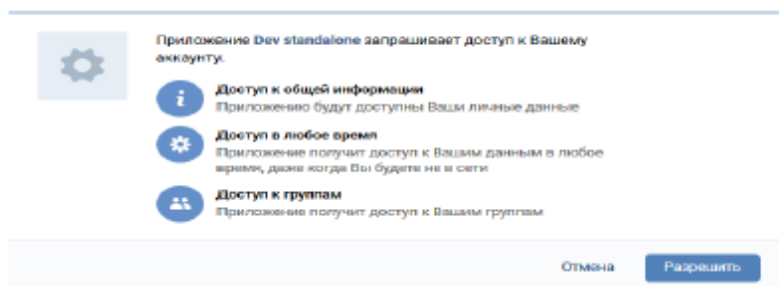 Приложение Dev standalone запрашивает доступ к Вашему
аккаунту.
Доступ к общей информации
Приложению будут доступны Ваши личные данные
Доступ в любое время
Приложение получит доступ к Вашим данным в любое
время, даже когда Вы будете не в сети
Доступ к группам
Приложение получит доступ к Вашим группам
Отмена Разрешить